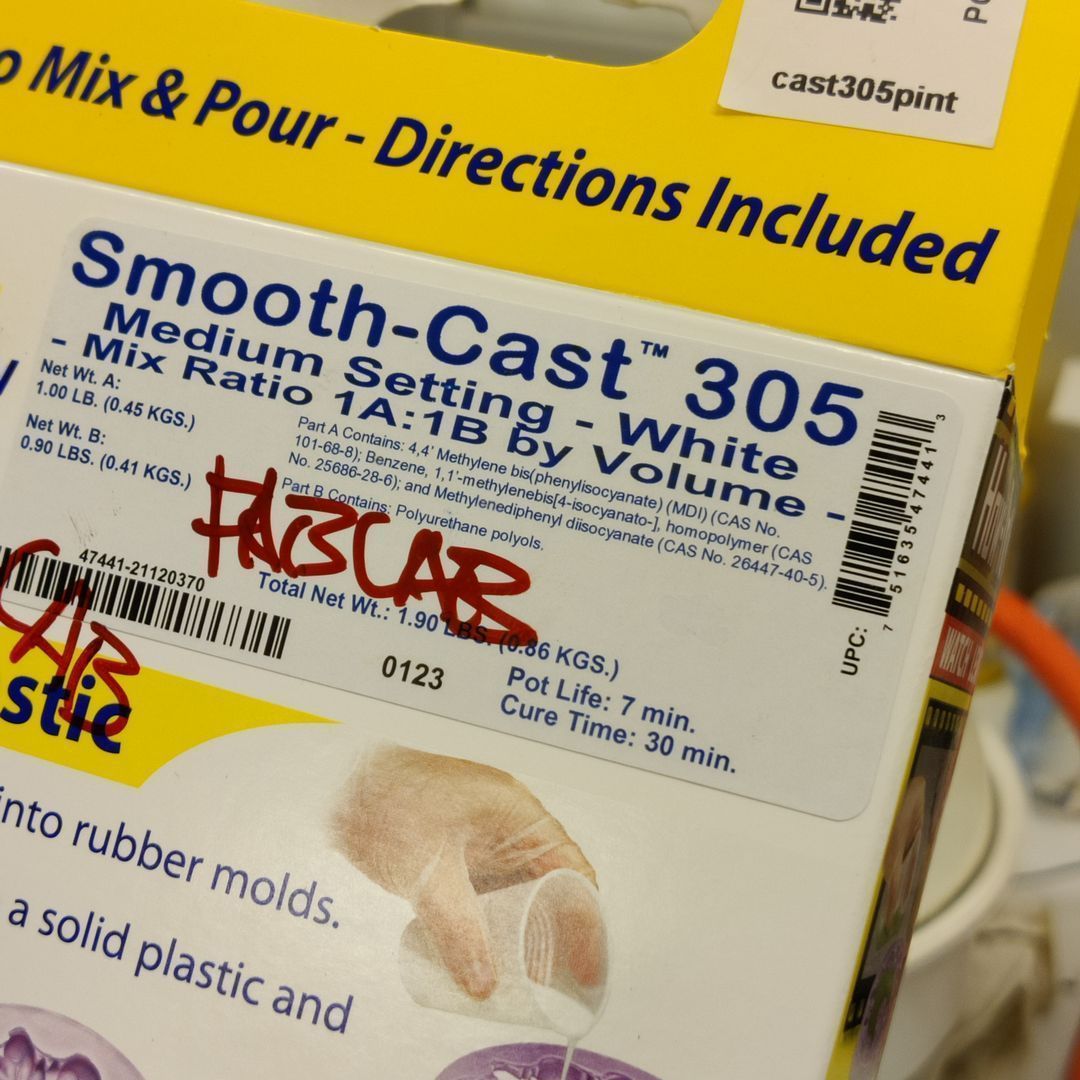 cast305pint
o Mix & Pour - Directions Included
Smooth-Cast™ 305
Medium Setting - White
- Mix Ratio 1A:1B by Volume -
Net Wt. A:
1.00 LB. (0.45 KGS.)
Net Wt. B:
0.90 LBS. (0.41 KGS.)
Part A Contains: 4,4' Methylene bis(phenylisocyanate) (MDI) (CAS No.
101-68-8); Benzene, 1,1'-methylenebis[4-isocyanato-], homopolymer (CAS
No. 25686-28-6); and Methylenediphenyl diisocyanate (CAS No. 26447-40-5).
Part B Contains: Polyurethane polyols.
FABCAB
47441-21120370
Total Net Wt.: 1.90 LBS. (0.86 KGS.)
0123
Pot Life: 7 min.
Cure Time: 30 min.
UPC:
7 51635 47441 3
CAB
stic
into rubber molds.
a solid plastic and
WATCH